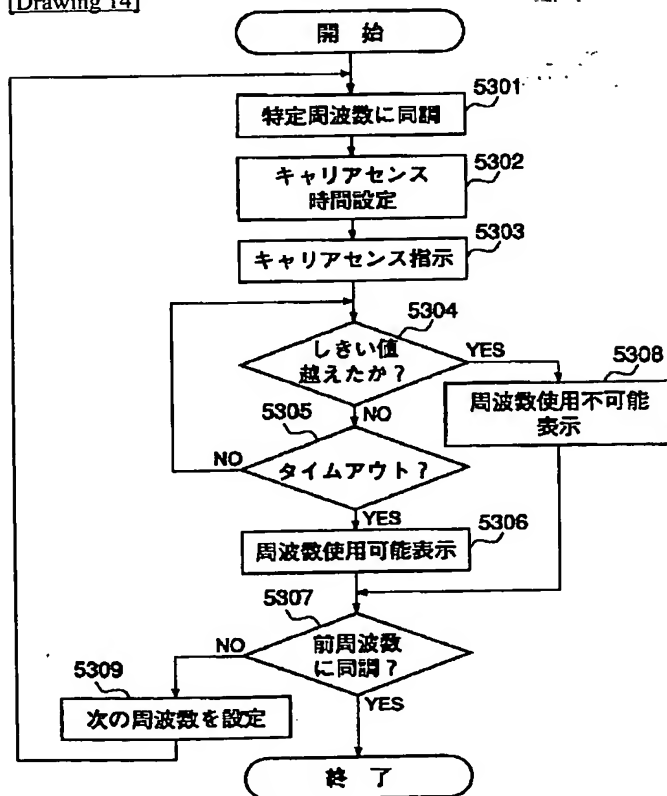 [Drawing 14]
開 始
5301
特定周波数に同調
5302
キャリアセンス
時間設定
5303
キャリアセンス指示
5304
しきい値
越えたか？
YES
5308
周波数使用不可能
表示
NO
5305
タイムアウト？
NO
YES
5306
周波数使用可能表示
5307
前周波数
に同調？
NO
5309
次の周波数を設定
YES
終 了